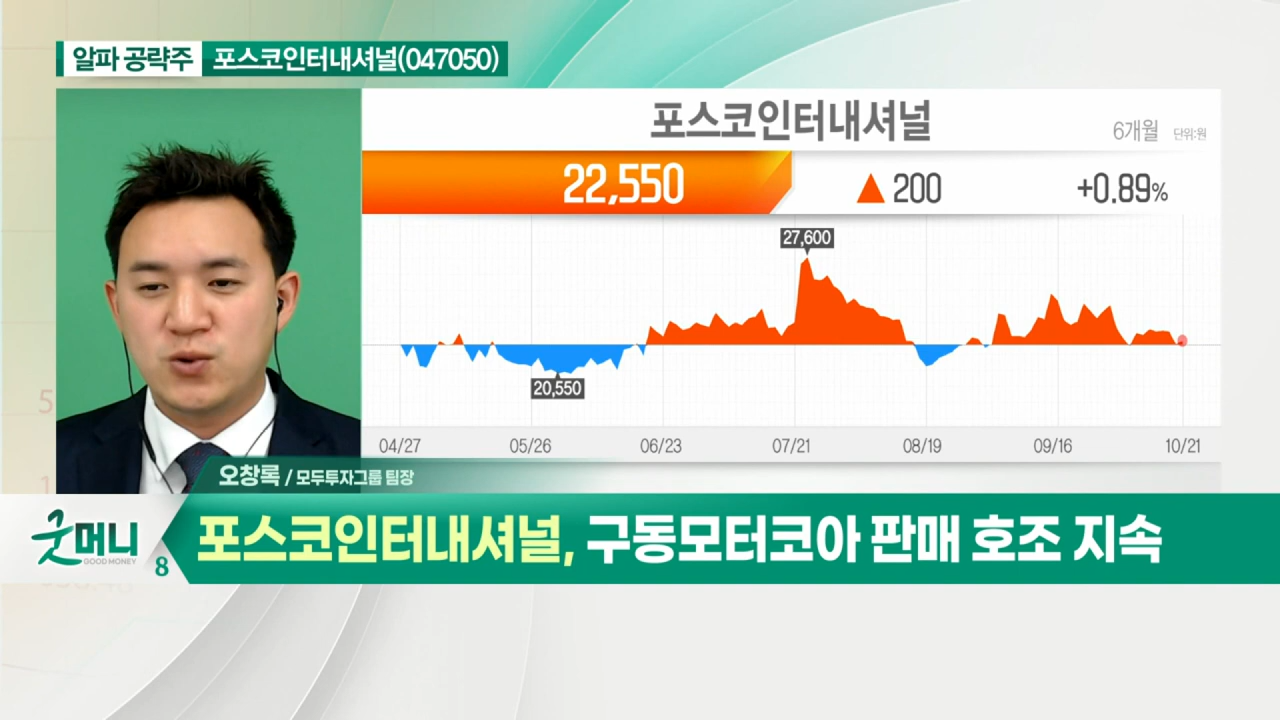 알파 공략주 포스코인터내셔널(047050)
포스코인터내셔널
6개월 단위:원
22,550 ▲200 +0.89%
27,600
20,550
04/27 05/26 06/23 07/21 08/19 09/16 10/21
오창록 / 모두투자그룹 팀장
굿머니
GOOD MONEY
8
포스코인터내셔널, 구동모터코아 판매 호조 지속